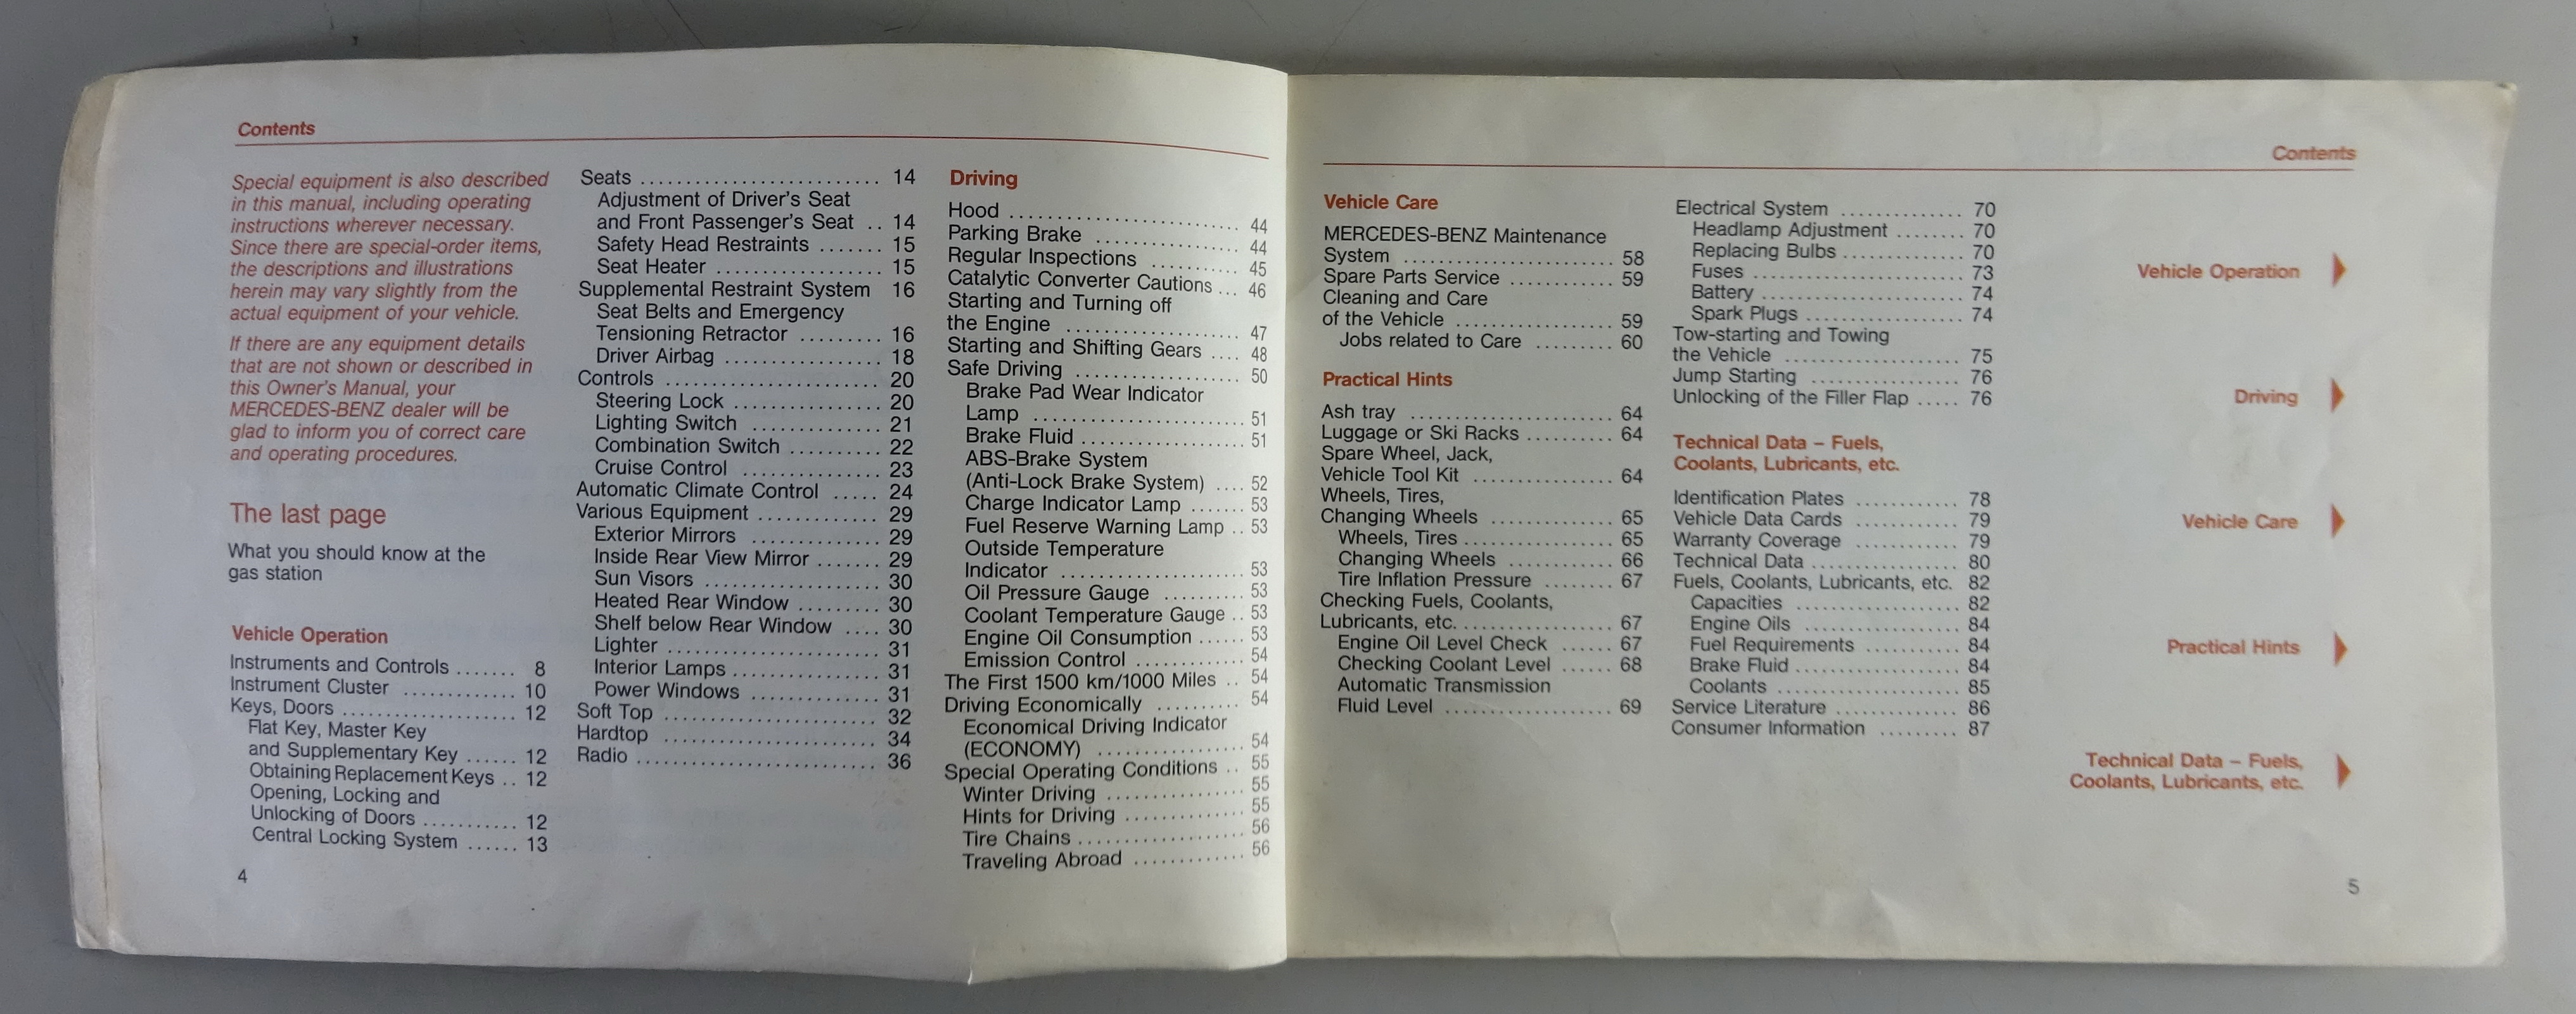 Contents
Special equipment is also described
in this manual, including operating
instructions wherever necessary.
Since there are special-order items,
the descriptions and illustrations
herein may vary slightly from the
actual equipment of your vehicle.
If there are any equipment details
that are not shown or described in
this Owner's Manual, your
MERCEDES-BENZ dealer will be
glad to inform you of correct care
and operating procedures.
The last page
What you should know at the
gas station
Vehicle Operation
Instruments and Controls ....... 8
Instrument Cluster ............ 10
Keys, Doors .................... 12
Flat Key, Master Key
and Supplementary Key ...... 12
Obtaining Replacement Keys .. 12
Opening, Locking and
Unlocking of Doors ........... 12
Central Locking System ...... 13
4
Seats ......................... 14
Adjustment of Driver's Seat
and Front Passenger's Seat .. 14
Safety Head Restraints ....... 15
Seat Heater .................. 15
Supplemental Restraint System 16
Seat Belts and Emergency
Tensioning Retractor ......... 16
Driver Airbag ................. 18
Controls ....................... 20
Steering Lock ................ 20
Lighting Switch .............. 21
Combination Switch .......... 22
Cruise Control ............... 23
Automatic Climate Control ..... 24
Various Equipment ............. 29
Exterior Mirrors .............. 29
Inside Rear View Mirror ....... 29
Sun Visors ................... 30
Heated Rear Window ......... 30
Shelf below Rear Window .... 30
Lighter ....................... 31
Interior Lamps ................ 31
Power Windows .............. 31
Soft Top ....................... 32
Hardtop ....................... 34
Radio .......................... 36
Driving
Hood ......................... 44
Parking Brake ................ 44
Regular Inspections ........... 45
Catalytic Converter Cautions ... 46
Starting and Turning off
the Engine .................... 47
Starting and Shifting Gears .... 48
Safe Driving ................... 50
Brake Pad Wear Indicator
Lamp ........................ 51
Brake Fluid ................... 51
ABS-Brake System
(Anti-Lock Brake System) .... 52
Charge Indicator Lamp ....... 53
Fuel Reserve Warning Lamp .. 53
Outside Temperature
Indicator ..................... 53
Oil Pressure Gauge .......... 53
Coolant Temperature Gauge .. 53
Engine Oil Consumption ...... 53
Emission Control ............. 54
The First 1500 km/1000 Miles .. 54
Driving Economically .......... 54
Economical Driving Indicator
(ECONOMY) ................. 54
Special Operating Conditions .. 55
Winter Driving ................ 55
Hints for Driving .............. 55
Tire Chains ................... 56
Traveling Abroad ............. 56
Contents
Vehicle Care
MERCEDES-BENZ Maintenance
System ........................ 58
Spare Parts Service ............ 59
Cleaning and Care
of the Vehicle .................. 59
Jobs related to Care ......... 60
Practical Hints
Ash tray ....................... 64
Luggage or Ski Racks .......... 64
Spare Wheel, Jack,
Vehicle Tool Kit ................ 64
Wheels, Tires,
Changing Wheels .............. 65
Wheels, Tires ................. 65
Changing Wheels ............ 66
Tire Inflation Pressure ........ 67
Checking Fuels, Coolants,
Lubricants, etc. ................. 67
Engine Oil Level Check ...... 67
Checking Coolant Level ...... 68
Automatic Transmission
Fluid Level ................... 69
Electrical System .............. 70
Headlamp Adjustment ........ 70
Replacing Bulbs .............. 70
Fuses ........................ 73
Battery ....................... 74
Spark Plugs .................. 74
Tow-starting and Towing
the Vehicle .................... 75
Jump Starting ................. 76
Unlocking of the Filler Flap ..... 76
Technical Data – Fuels,
Coolants, Lubricants, etc.
Identification Plates ............ 78
Vehicle Data Cards ............ 79
Warranty Coverage ............ 79
Technical Data ................. 80
Fuels, Coolants, Lubricants, etc. 82
Capacities ................... 82
Engine Oils .................. 84
Fuel Requirements ........... 84
Brake Fluid ................... 84
Coolants ..................... 85
Service Literature .............. 86
Consumer Information ......... 87
Vehicle Operation
Driving
Vehicle Care
Practical Hints
Technical Data – Fuels,
Coolants, Lubricants, etc.
5